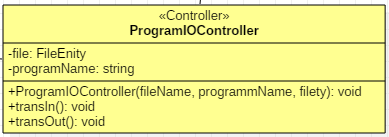 «Controller»
ProgramIOController
-file: FileEnity
-programName: string
+ProgramIOController(fileName, programmName, filety): void
+transIn(): void
+transOut(): void